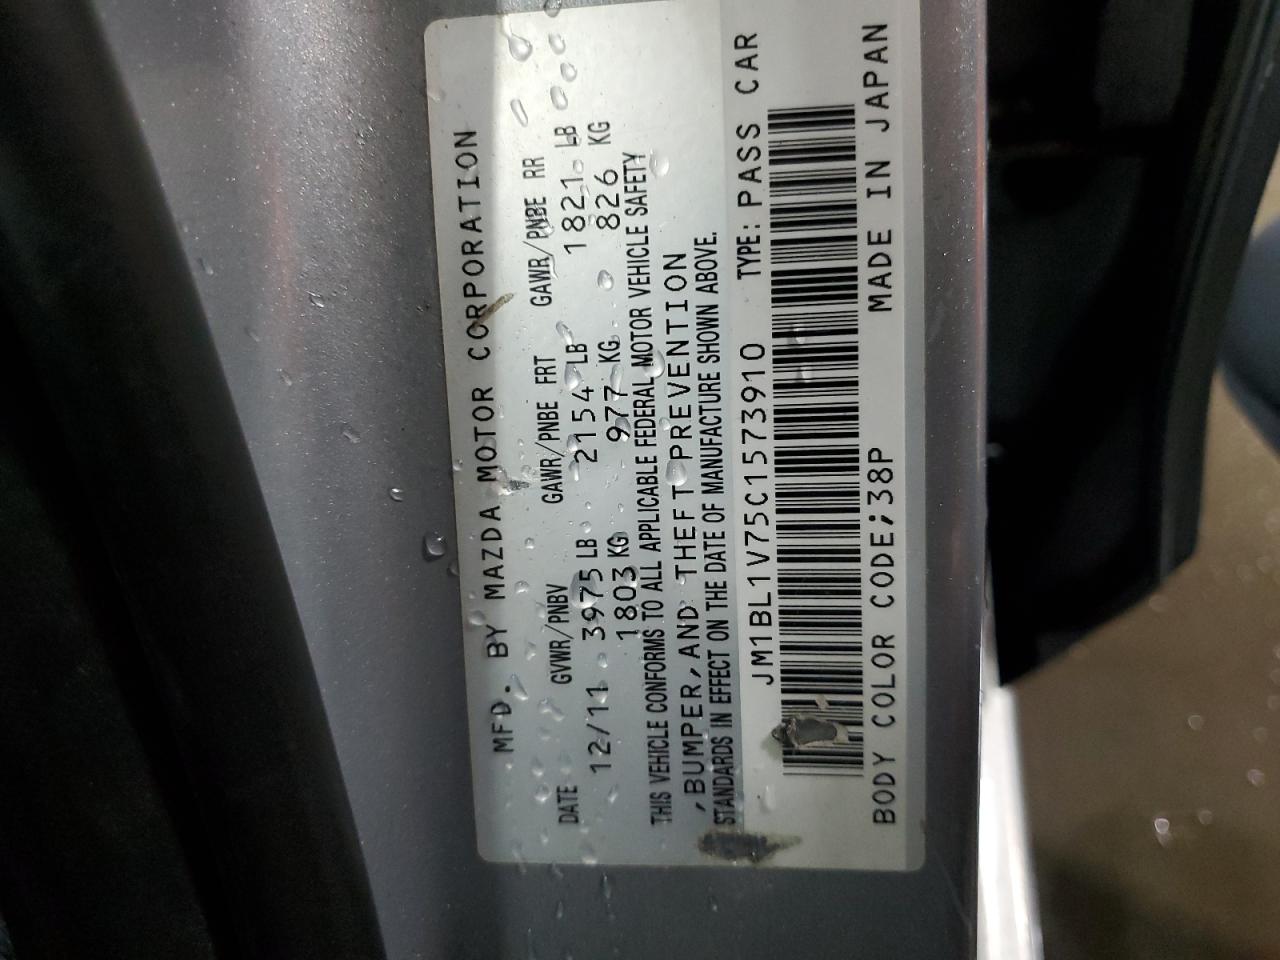 MFD. BY MAZDA MOTOR CORPORATION
DATE GVWR/PNBV GAWR/PNBE FRT GAWR/PNBE RR
12/11 3975 LB 2154 LB 1821 LB
1803 KG 977 KG 826 KG
THIS VEHICLE CONFORMS TO ALL APPLICABLE FEDERAL MOTOR VEHICLE SAFETY
,BUMPER,AND THEFT PREVENTION
STANDARDS IN EFFECT ON THE DATE OF MANUFACTURE SHOWN ABOVE.
JM1BL1V75C1573910 TYPE: PASS CAR
BODY COLOR CODE;38P MADE IN JAPAN